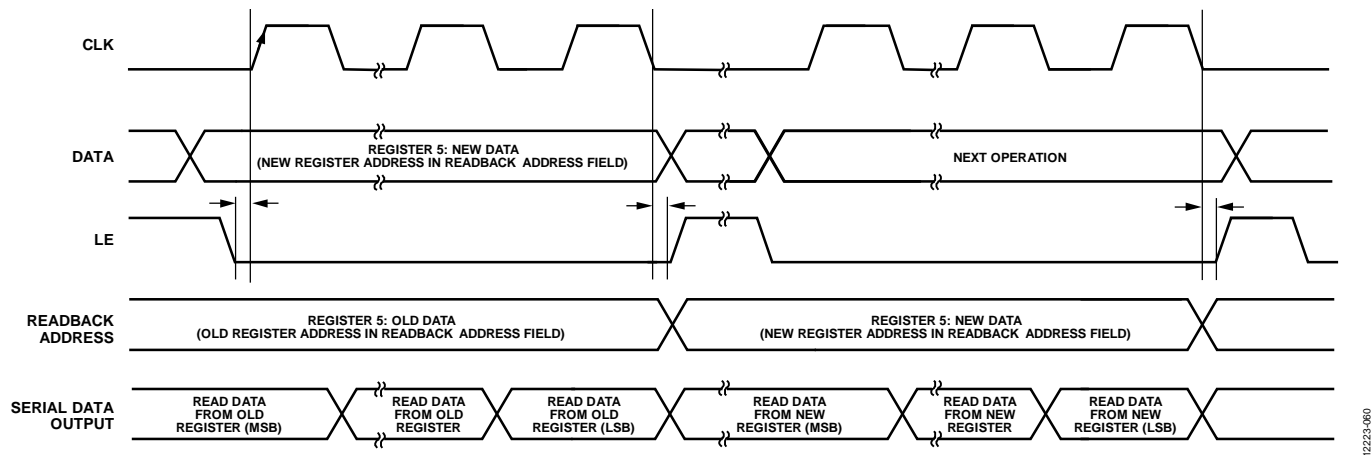 CLK
DATA
REGISTER 5: NEW DATA
(NEW REGISTER ADDRESS IN READBACK ADDRESS FIELD)
NEXT OPERATION
LE
READBACK
ADDRESS
REGISTER 5: OLD DATA
(OLD REGISTER ADDRESS IN READBACK ADDRESS FIELD)
REGISTER 5: NEW DATA
(NEW REGISTER ADDRESS IN READBACK ADDRESS FIELD)
SERIAL DATA
OUTPUT
READ DATA
FROM OLD
REGISTER (MSB)
READ DATA
FROM OLD
REGISTER
READ DATA
FROM OLD
REGISTER (LSB)
READ DATA
FROM NEW
REGISTER (MSB)
READ DATA
FROM NEW
REGISTER
READ DATA
FROM NEW
REGISTER (LSB)
12223-060